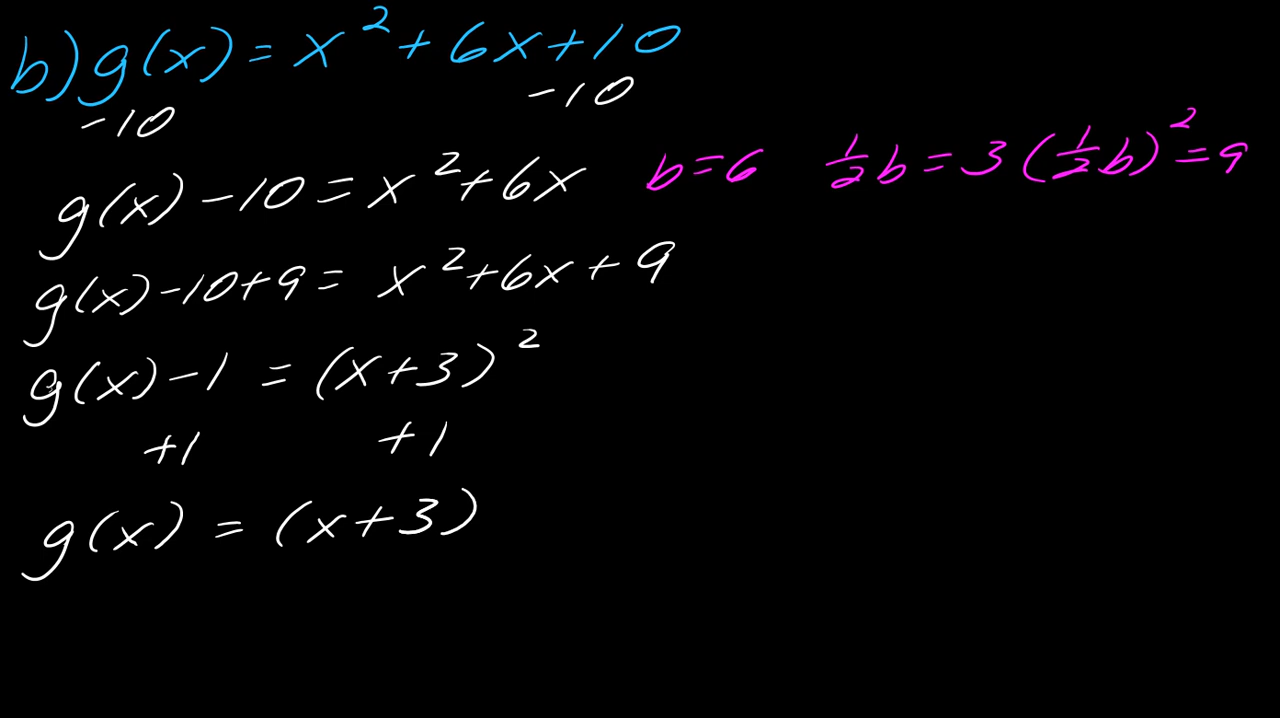 b) g(x) = x² + 6x + 10
-10 -10
g(x) - 10 = x² + 6x b = 6 ½b = 3 (½b)² = 9
g(x) - 10 + 9 = x² + 6x + 9
g(x) - 1 = (x + 3)²
+1 +1
g(x) = (x + 3)